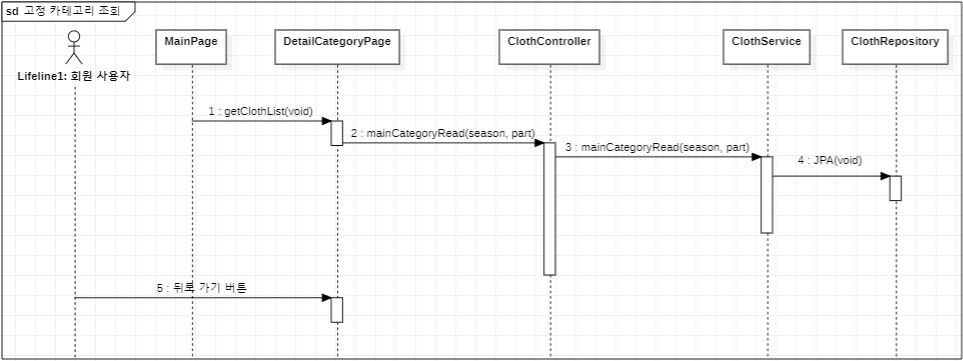 sd 고정 카테고리 조회
MainPage
DetailCategoryPage
ClothController
ClothService
ClothRepository
Lifeline1: 회원 사용자
1 : getClothList(void)
2 : mainCategoryRead(season, part)
3 : mainCategoryRead(season, part)
4 : JPA(void)
5 : 뒤로 가기 버튼